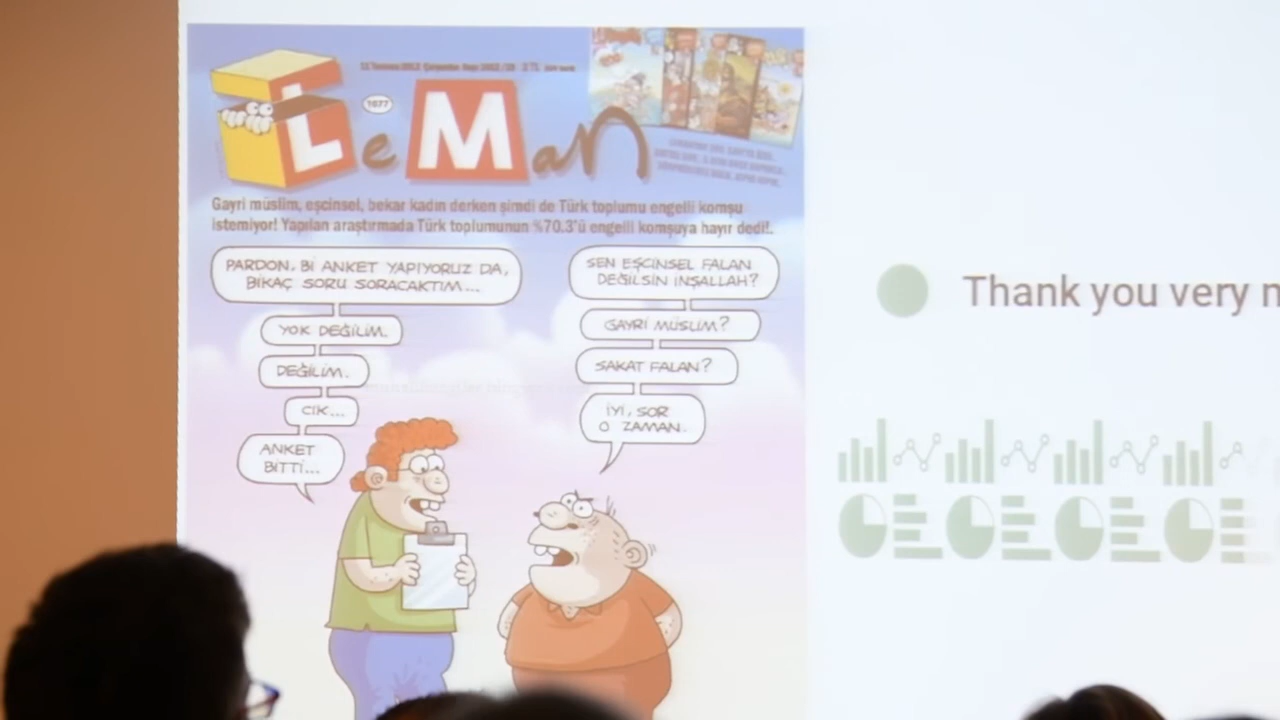 LeMan
1077
Gayri müslim, eşcinsel, bekar kadın derken şimdi de Türk toplumu engelli komşu
istemiyor! Yapılan araştırmada Türk toplumunun %70.3'ü engelli komşuya hayır dedi!.
PARDON, Bİ ANKET YAPIYORUZ DA,
BİKAÇ SORU SORACAKTIM...
SEN EŞCİNSEL FALAN
DEĞİLSİN İNŞALLAH?
YOK DEĞİLİM.
GAYRİ MÜSLİM?
DEĞİLİM.
SAKAT FALAN?
CIK...
İYİ, SOR
O ZAMAN.
ANKET
BİTTİ...
Thank you very